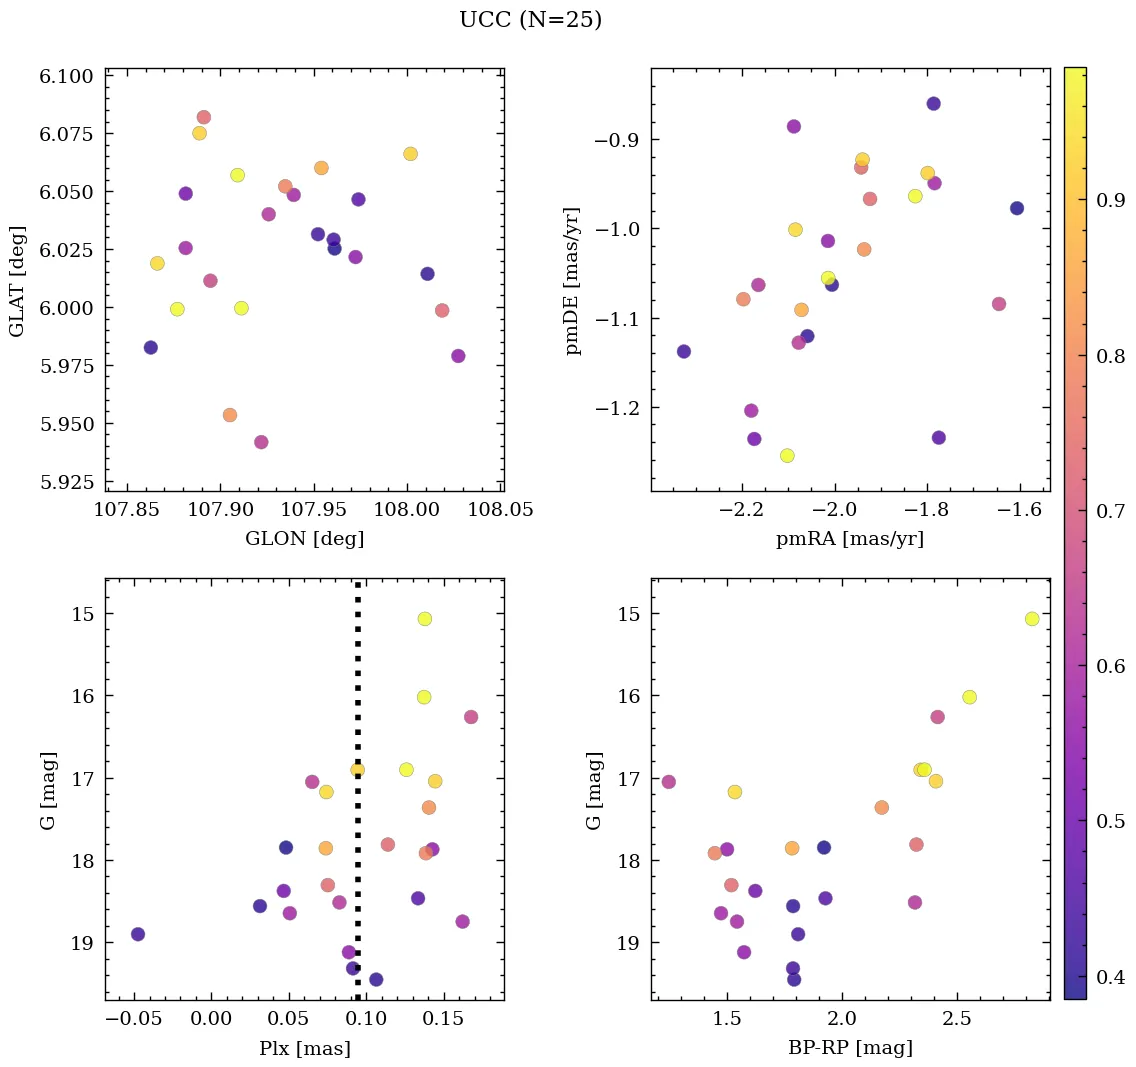 UCC (N=25)
6.100
6.075
6.050
6.025
6.000
5.975
5.950
5.925
GLAT [deg]
107.85 107.90 107.95 108.00 108.05
GLON [deg]
−0.9
−1.0
−1.1
−1.2
pmDE [mas/yr]
−2.2 −2.0 −1.8 −1.6
pmRA [mas/yr]
15
16
17
18
19
G [mag]
−0.05 0.00 0.05 0.10 0.15
Plx [mas]
15
16
17
18
19
G [mag]
1.5 2.0 2.5
BP-RP [mag]
0.9
0.8
0.7
0.6
0.5
0.4